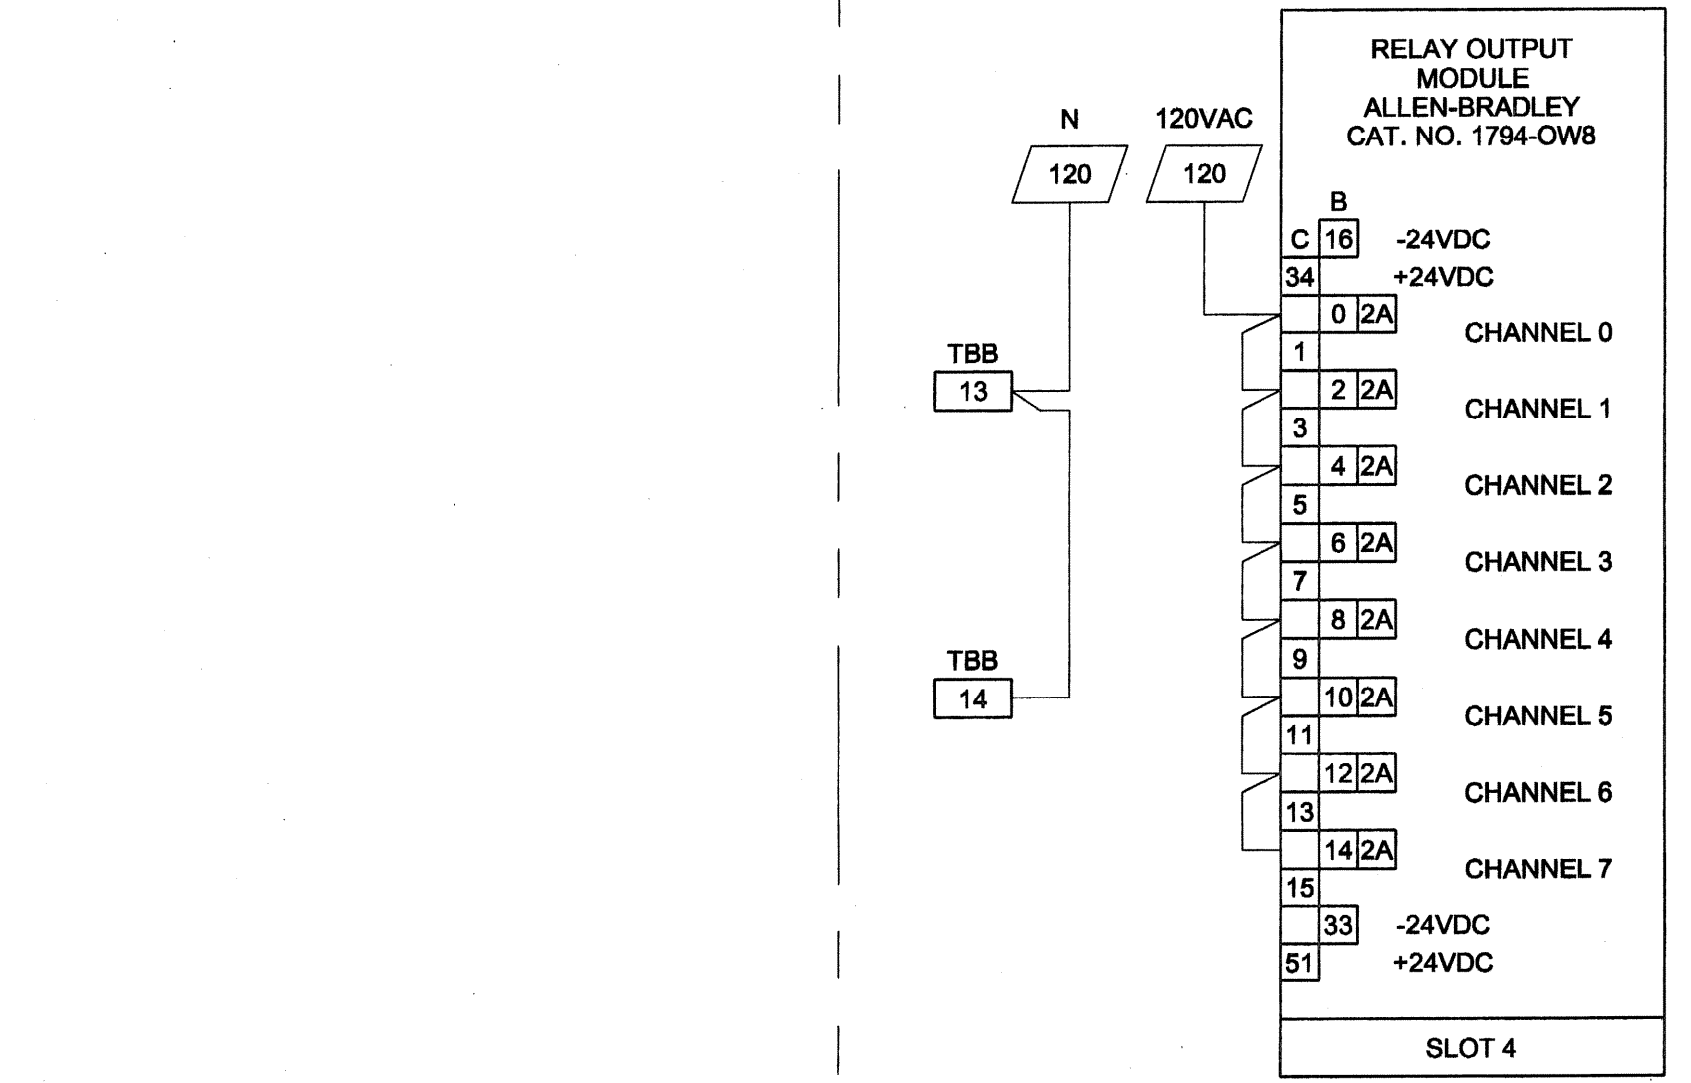 RELAY OUTPUT
MODULE
ALLEN-BRADLEY
CAT. NO. 1794-OW8
N
120VAC
120
120
B
C 16 -24VDC
34 +24VDC
0 2A
CHANNEL 0
1
TBB
13
2 2A
CHANNEL 1
3
4 2A
CHANNEL 2
5
6 2A
CHANNEL 3
7
8 2A
CHANNEL 4
9
TBB
14
10 2A
CHANNEL 5
11
12 2A
CHANNEL 6
13
14 2A
CHANNEL 7
15
33 -24VDC
51 +24VDC
SLOT 4